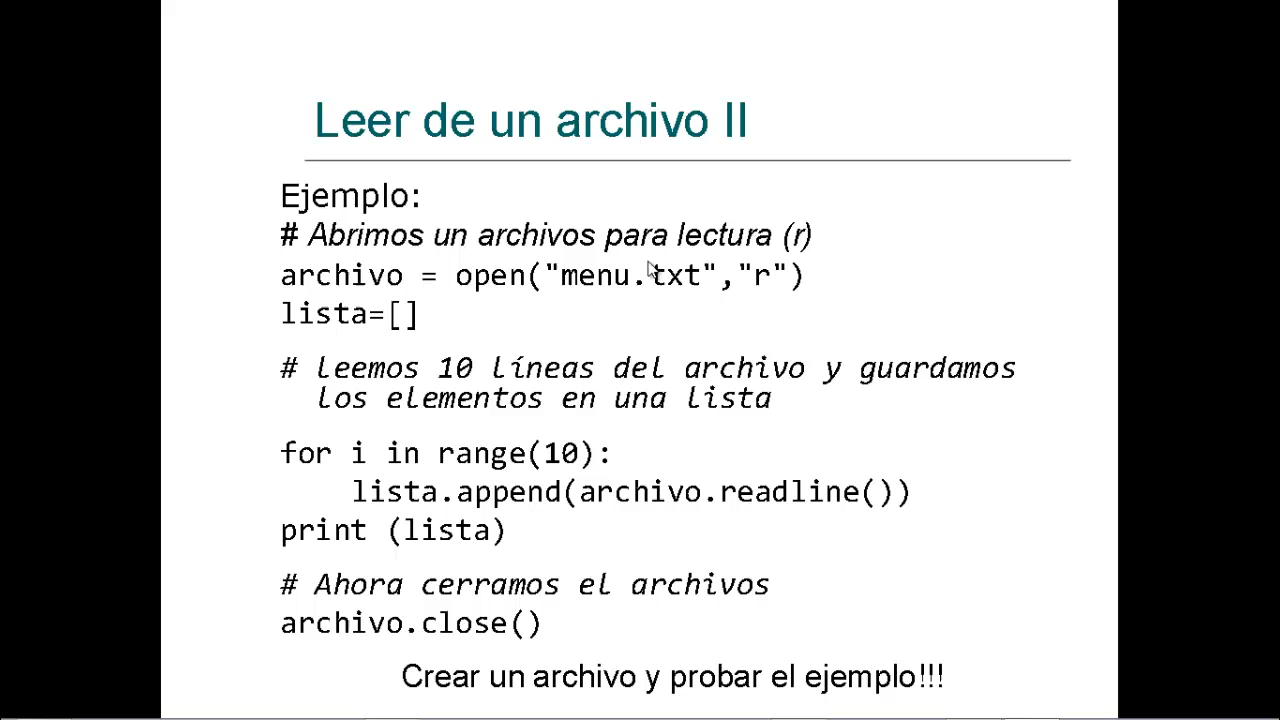 Leer de un archivo II
Ejemplo:
# Abrimos un archivos para lectura (r)
archivo = open("menu.txt","r")
lista=[]
# leemos 10 líneas del archivo y guardamos
los elementos en una lista
for i in range(10):
    lista.append(archivo.readline())
print (lista)
# Ahora cerramos el archivos
archivo.close()
Crear un archivo y probar el ejemplo!!!